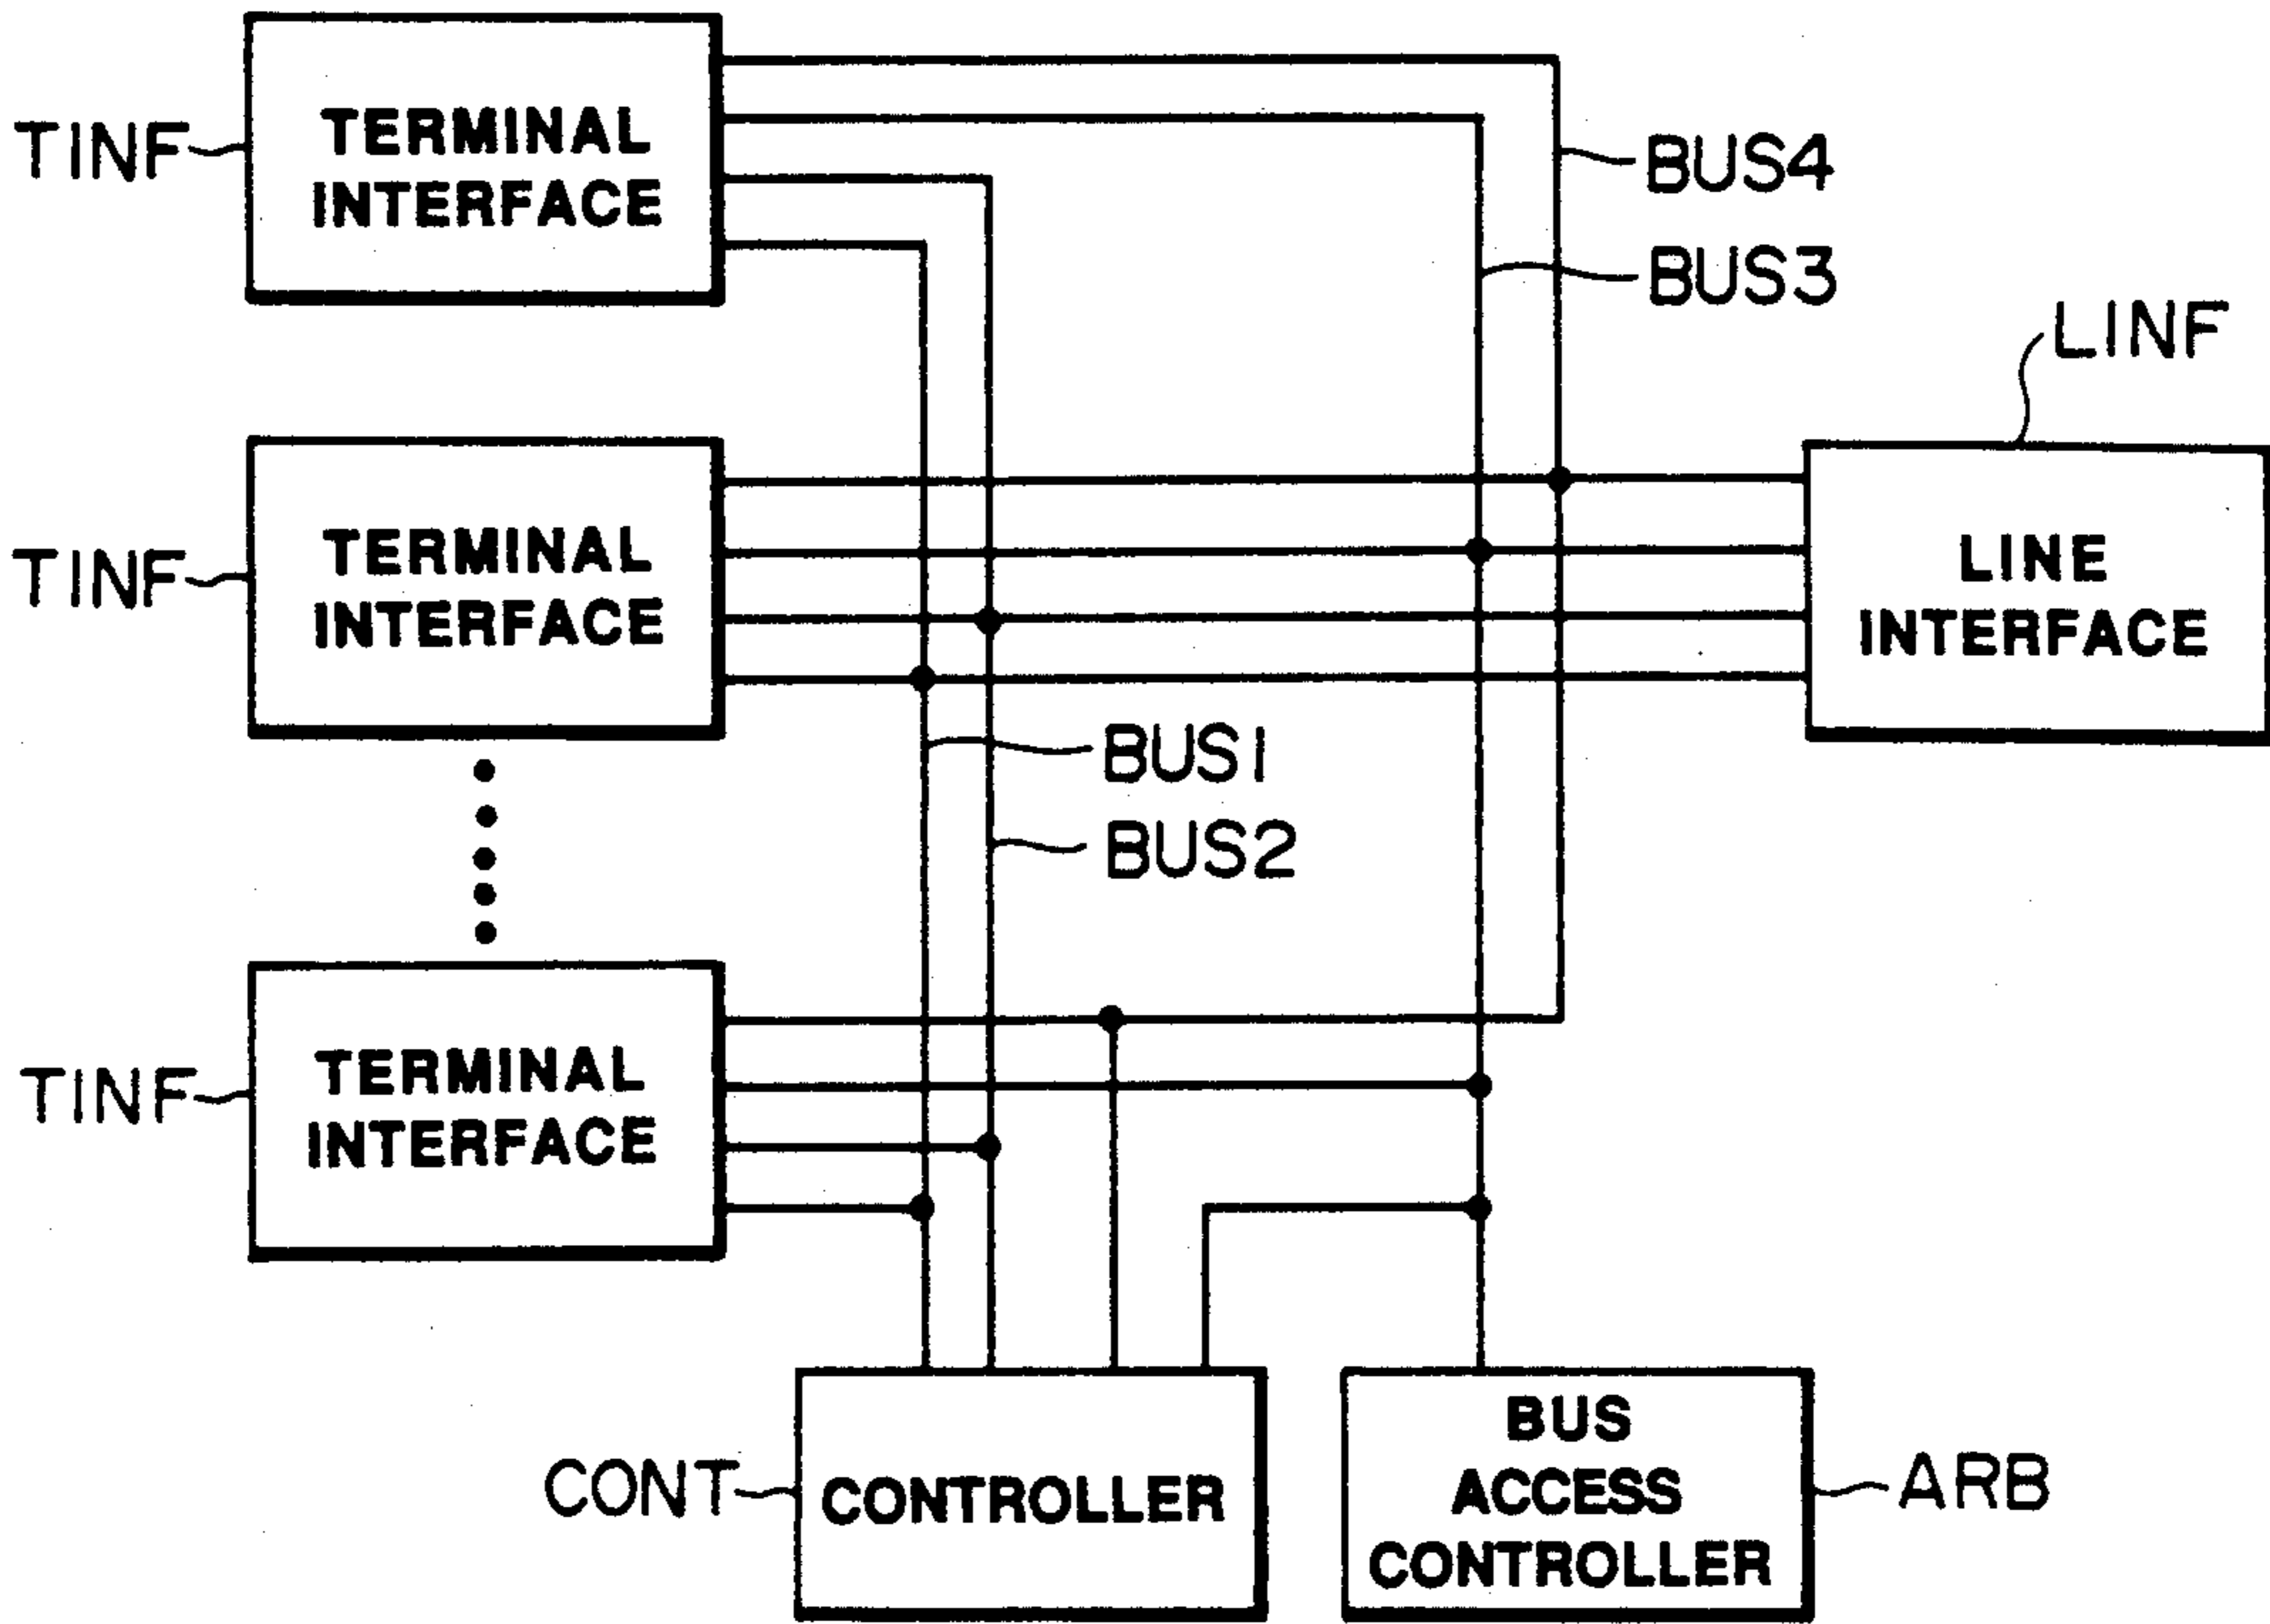 TINF
TERMINAL
INTERFACE
BUS4
BUS3
LINF
TINF
TERMINAL
INTERFACE
LINE
INTERFACE
BUS1
BUS2
TINF
TERMINAL
INTERFACE
CONT
CONTROLLER
BUS
ACCESS
CONTROLLER
ARB